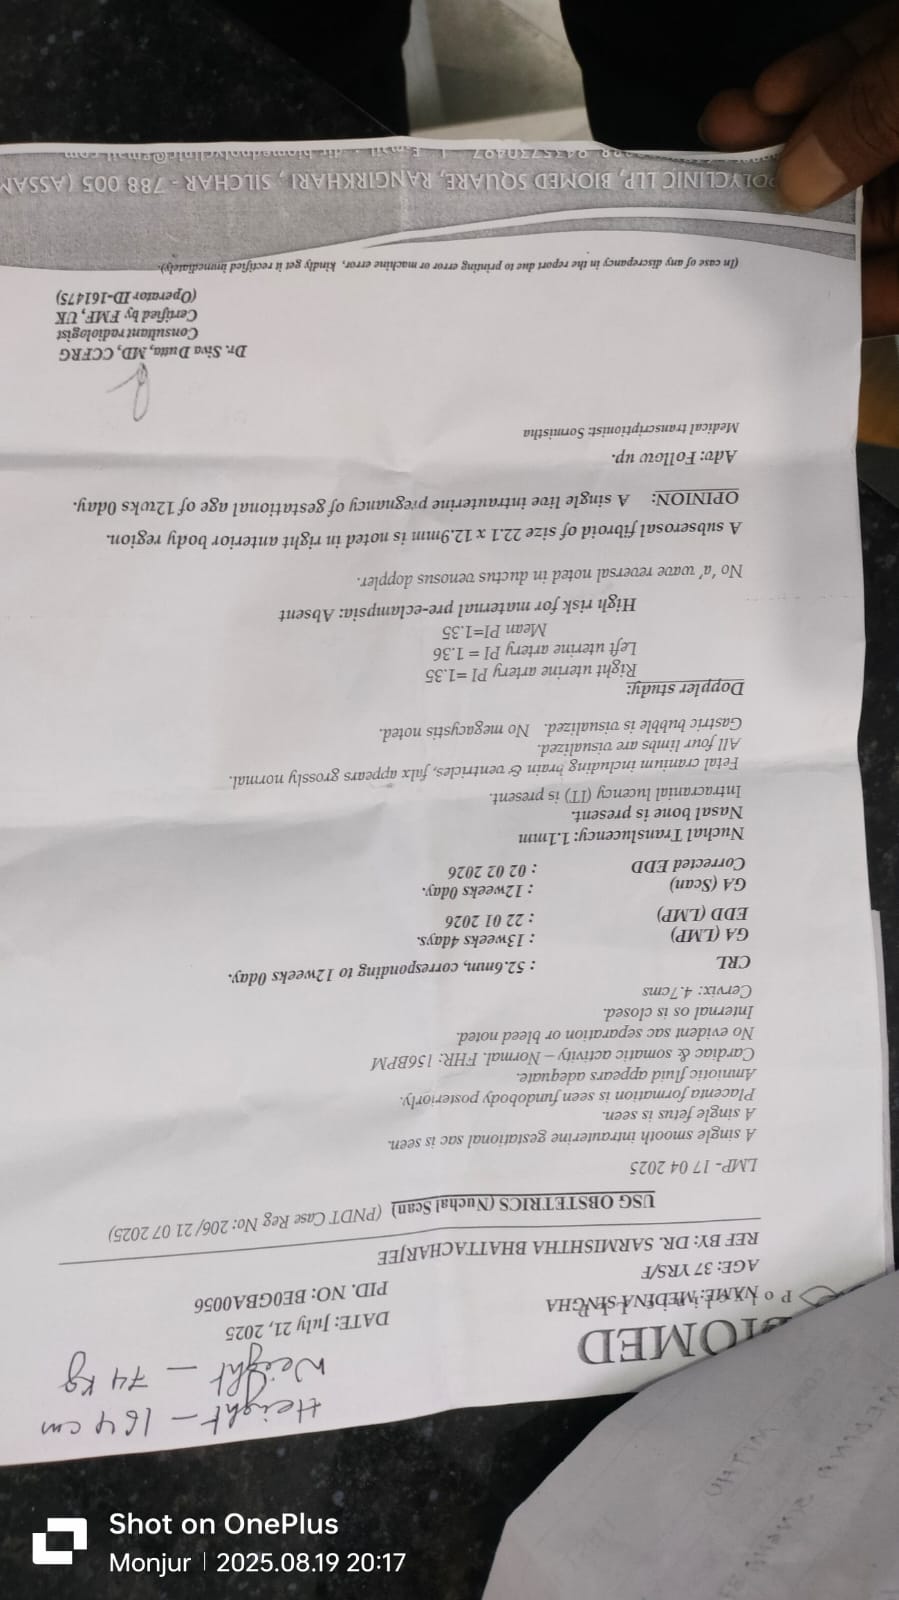 Height - 164 cm
Weight - 74 kg
BIOMED
Polyclinic LLP
NAME: MEDINA SENGHA
DATE: July 21, 2025
AGE: 37 YRS/F
PID. NO: BE0GBA0056
REF BY: DR. SARMISHTHA BHATTACHARJEE
USG OBSTETRICS (Nuchal Scan) (PNDT Case Reg No: 206/21 07 2025)
LMP- 17 04 2025
A single smooth intrauterine gestational sac is seen.
A single fetus is seen.
Placenta formation is seen fundobody posteriorly.
Amniotic fluid appears adequate.
Cardiac & somatic activity – Normal. FHR: 156BPM
No evident sac separation or bleed noted.
Internal os is closed.
Cervix: 4.7cms
CRL : 52.6mm, corresponding to 12weeks 0day.
GA (LMP) : 13weeks 4days.
EDD (LMP) : 22 01 2026
GA (Scan) : 12weeks 0day.
Corrected EDD : 02 02 2026
Nuchal Translucency: 1.1mm
Nasal bone is present.
Intracranial lucency (IT) is present.
Fetal cranium including brain & ventricles, falx appears grossly normal.
All four limbs are visualized.
Gastric bubble is visualized. No megacystis noted.
Doppler study:
Right uterine artery PI =1.35
Left uterine artery PI = 1.36
Mean PI=1.35
High risk for maternal pre-eclampsia: Absent
No 'a' wave reversal noted in ductus venosus doppler.
A subserosal fibroid of size 22.1 x 12.9mm is noted in right anterior body region.
OPINION: A single live intrauterine pregnancy of gestational age of 12wks 0day.
Adv: Follow up.
Medical transcriptionist: Sormistha
Dr. Siva Dutta, MD, CCFRG
Consultant radiologist
Certified by FMF, UK
(Operator ID-161475)
(In case of any discrepancy in the report due to printing error or machine error, kindly get it rectified immediately).
POLYCLINIC LLP, BIOMED SQUARE, RANGIRKHARI, SILCHAR - 788 005 (ASSAM
9435730497 | Email :
Shot on OnePlus
Monjur | 2025.08.19 20:17